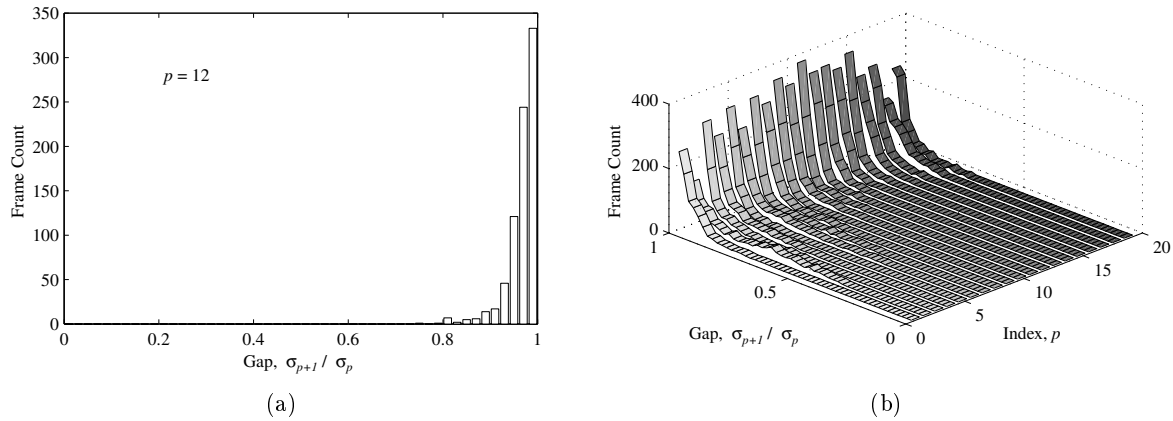 350
300
250
200
150
100
50
0
Frame Count
p = 12
0 0.2 0.4 0.6 0.8 1
Gap, σp+1 / σp
(a)
400
200
0
Frame Count
1
0.5
0
Gap, σp+1 / σp
0
5
10
15
20
Index, p
(b)